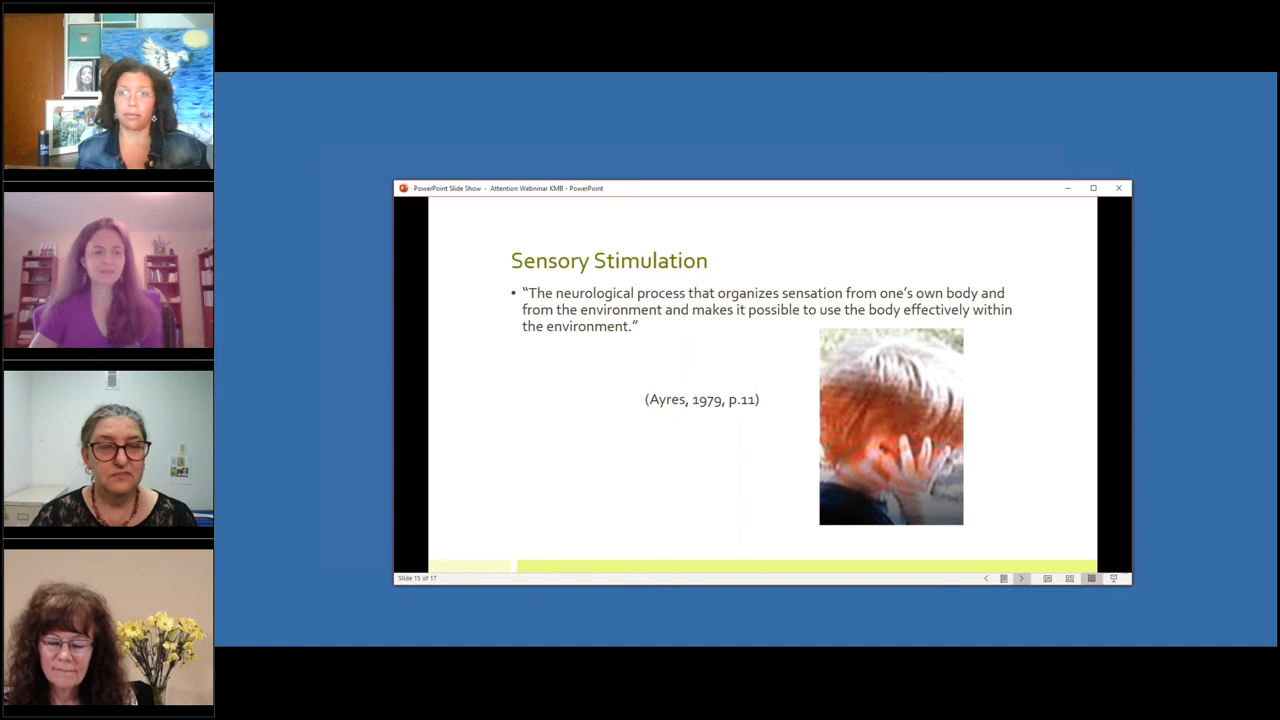 PowerPoint Slide Show - Attention Webninar KMB - PowerPoint
Sensory Stimulation
• “The neurological process that organizes sensation from one’s own body and
from the environment and makes it possible to use the body effectively within
the environment.”
(Ayres, 1979, p.11)
Slide 15 of 17